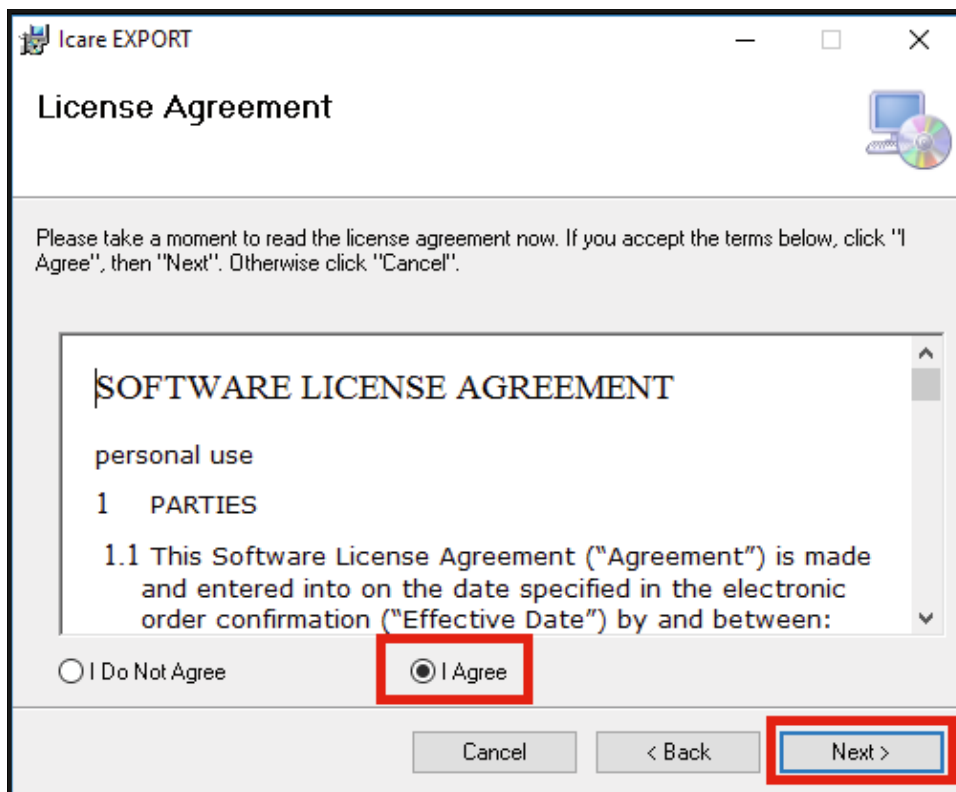 Icare EXPORT
License Agreement
Please take a moment to read the license agreement now. If you accept the terms below, click "I
Agree", then "Next". Otherwise click "Cancel".
SOFTWARE LICENSE AGREEMENT
personal use
1 PARTIES
1.1 This Software License Agreement (“Agreement”) is made
and entered into on the date specified in the electronic
order confirmation (“Effective Date”) by and between:
I Do Not Agree
I Agree
Cancel
< Back
Next >